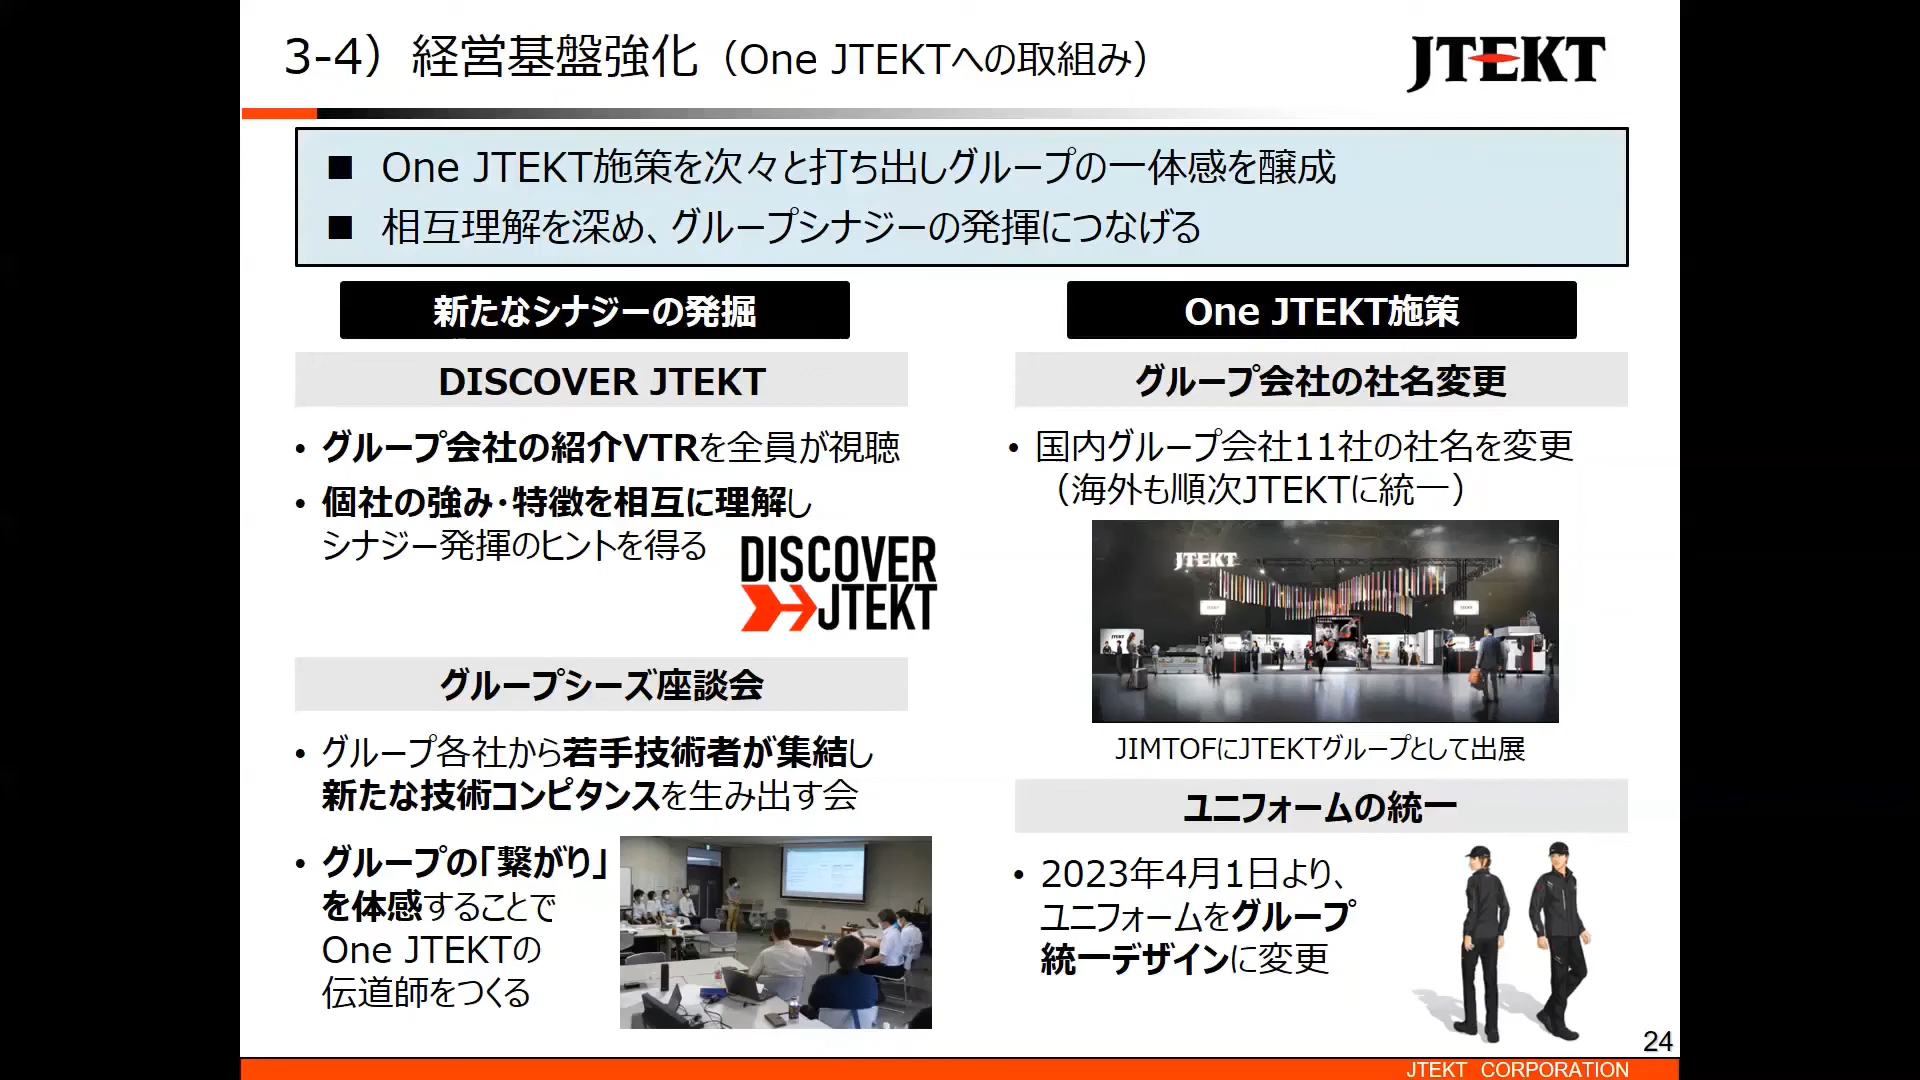 3-4）経営基盤強化（One JTEKTへの取組み）
JTEKT
■ One JTEKT施策を次々と打ち出しグループの一体感を醸成
■ 相互理解を深め、グループシナジーの発揮につなげる
新たなシナジーの発掘
DISCOVER JTEKT
・グループ会社の紹介VTRを全員が視聴
・個社の強み・特徴を相互に理解し
シナジー発揮のヒントを得る
DISCOVER
JTEKT
グループシーズ座談会
・グループ各社から若手技術者が集結し
新たな技術コンピタンスを生み出す会
・グループの「繋がり」
を体感することで
One JTEKTの
伝道師をつくる
One JTEKT施策
グループ会社の社名変更
・国内グループ会社11社の社名を変更
（海外も順次JTEKTに統一）
JTEKT
JIMTOFにJTEKTグループとして出展
ユニフォームの統一
・2023年4月1日より、
ユニフォームをグループ
統一デザインに変更
24
JTEKT CORPORATION